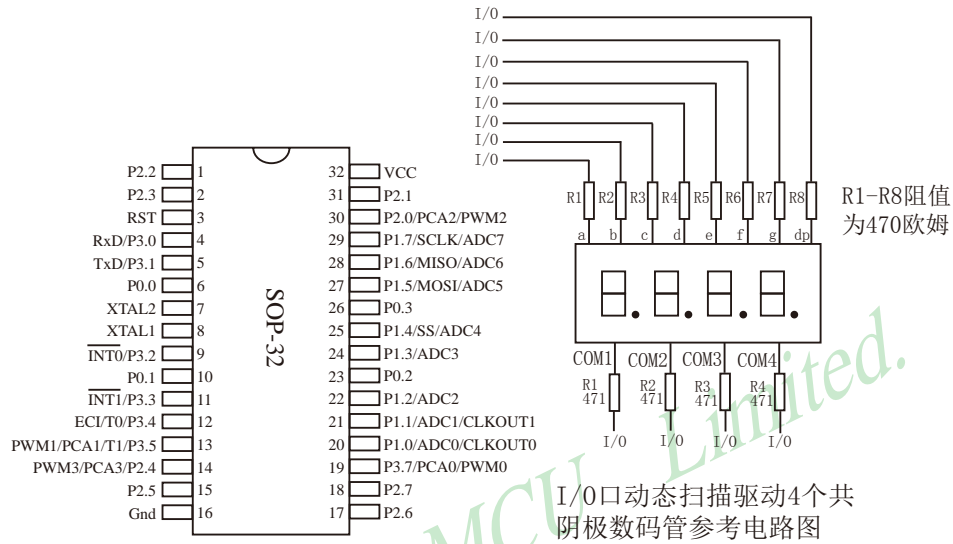 I/O
I/O
I/O
I/O
I/O
I/O
I/O
I/O
R1 R2 R3 R4 R5 R6 R7 R8
R1-R8阻值
为470欧姆
a b c d e f g dp
COM1 COM2 COM3 COM4
R1 R2 R3 R4
471 471 471 471
I/O I/O I/O I/O
I/O口动态扫描驱动4个共
阴极数码管参考电路图
SOP-32
P2.2 1
P2.3 2
RST 3
RxD/P3.0 4
TxD/P3.1 5
P0.0 6
XTAL2 7
XTAL1 8
INT0/P3.2 9
P0.1 10
INT1/P3.3 11
ECI/T0/P3.4 12
PWM1/PCA1/T1/P3.5 13
PWM3/PCA3/P2.4 14
P2.5 15
Gnd 16
32 VCC
31 P2.1
30 P2.0/PCA2/PWM2
29 P1.7/SCLK/ADC7
28 P1.6/MISO/ADC6
27 P1.5/MOSI/ADC5
26 P0.3
25 P1.4/SS/ADC4
24 P1.3/ADC3
23 P0.2
22 P1.2/ADC2
21 P1.1/ADC1/CLKOUT1
20 P1.0/ADC0/CLKOUT0
19 P3.7/PCA0/PWM0
18 P2.7
17 P2.6
MCU Limited.